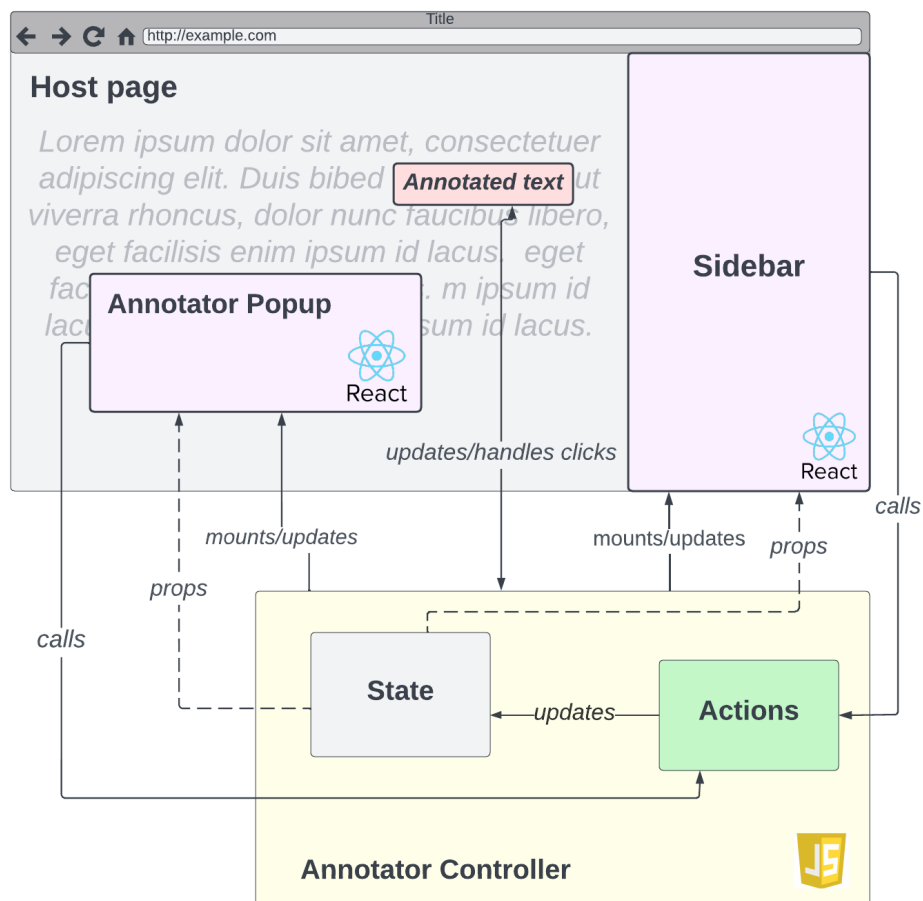 Title
http://example.com
Host page
Lorem ipsum dolor sit amet, consectetuer
adipiscing elit. Duis bibed
ut
Annotated text
viverra rhoncus, dolor nunc faucibus libero,
eget facilisis enim ipsum id lacus. eget
fac
. m ipsum id
lacu
sum id lacus.
Annotator Popup
React
Sidebar
React
updates/handles clicks
calls
mounts/updates
mounts/updates
props
props
calls
State
updates
Actions
Annotator Controller
JS